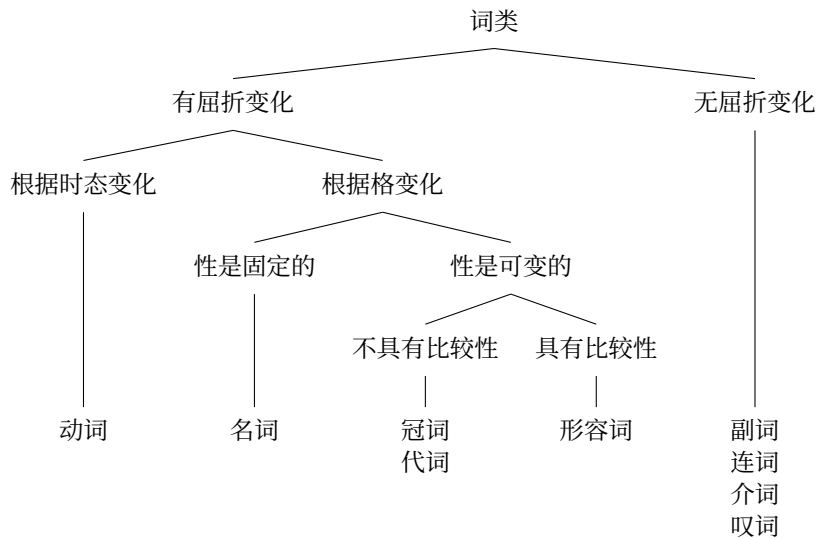 词类
有屈折变化
无屈折变化
根据时态变化
根据格变化
性是固定的
性是可变的
不具有比较性
具有比较性
动词
名词
冠词
代词
形容词
副词
连词
介词
叹词